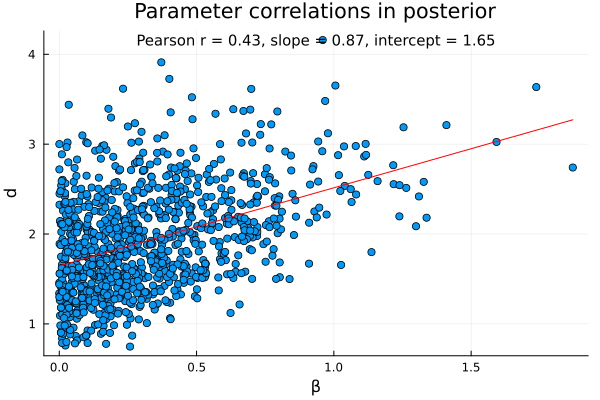 Parameter correlations in posterior
Pearson r = 0.43, slope = 0.87, intercept = 1.65
4
3
d
2
1
0.0 0.5 1.0 1.5
β